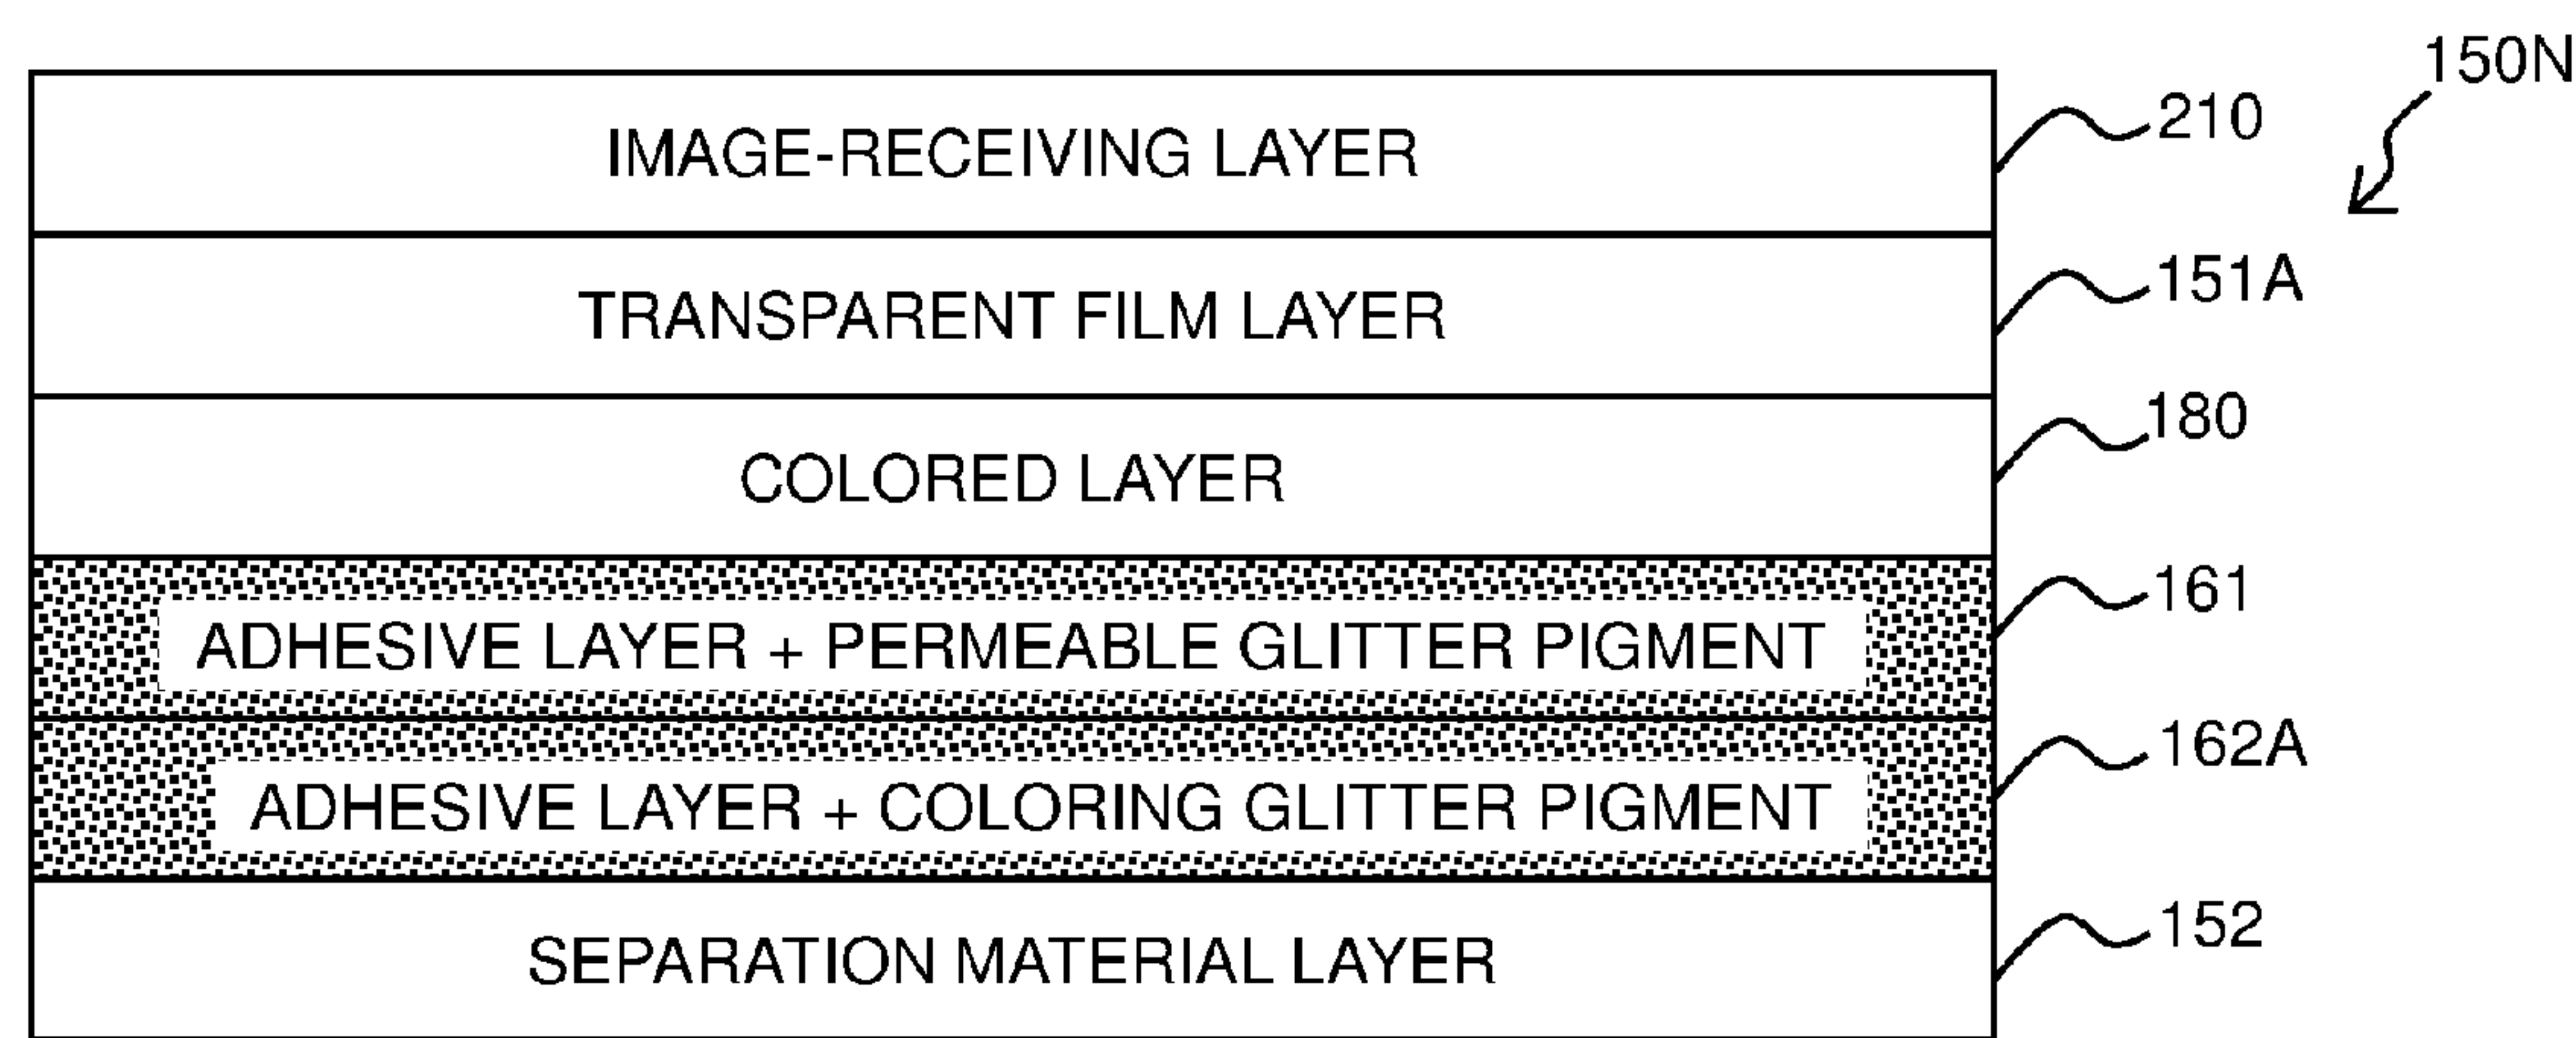 150N
IMAGE-RECEIVING LAYER 210
TRANSPARENT FILM LAYER 151A
COLORED LAYER 180
ADHESIVE LAYER + PERMEABLE GLITTER PIGMENT 161
ADHESIVE LAYER + COLORING GLITTER PIGMENT 162A
SEPARATION MATERIAL LAYER 152